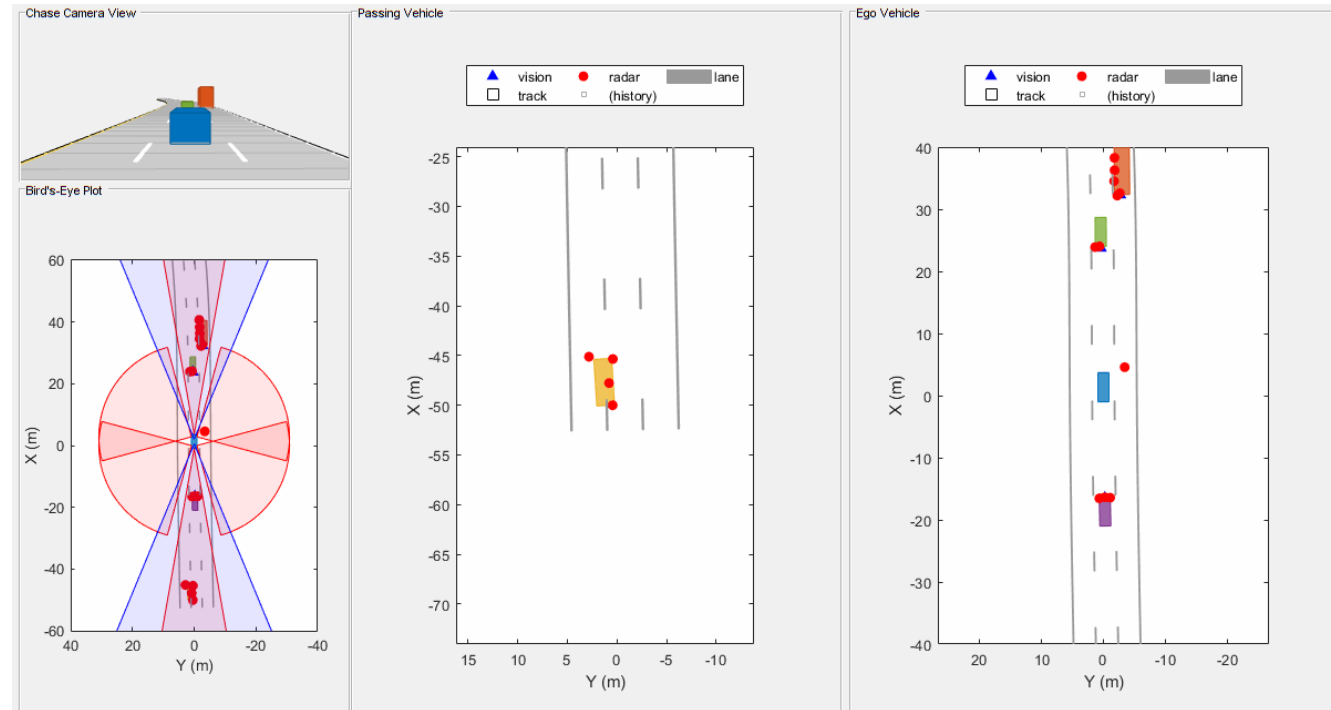 Chase Camera View
Bird's-Eye Plot
60
40
20
0
-20
-40
-60
40
20
0
-20
-40
X (m)
Y (m)
Passing Vehicle
vision
radar
lane
track
(history)
-25
-30
-35
-40
-45
-50
-55
-60
-65
-70
15
10
5
0
-5
-10
X (m)
Y (m)
Ego Vehicle
vision
radar
lane
track
(history)
40
30
20
10
0
-10
-20
-30
-40
20
10
0
-10
-20
X (m)
Y (m)